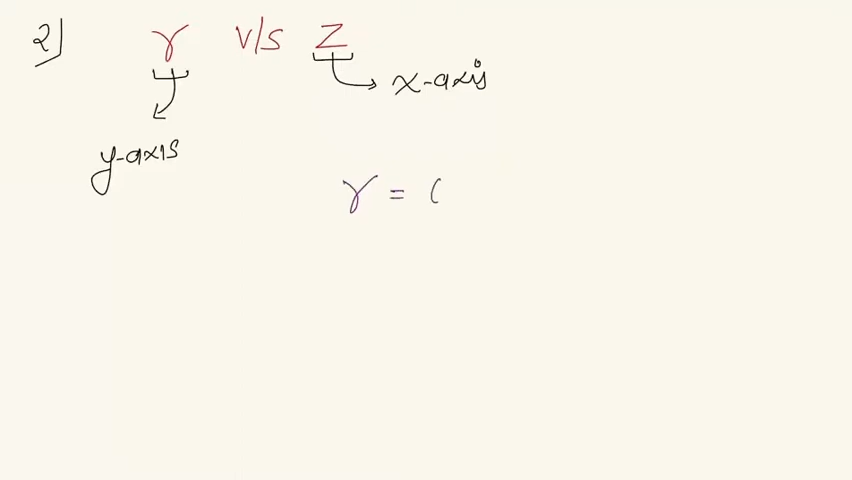 2) r v/s Z
x-axis
y-axis
r = (